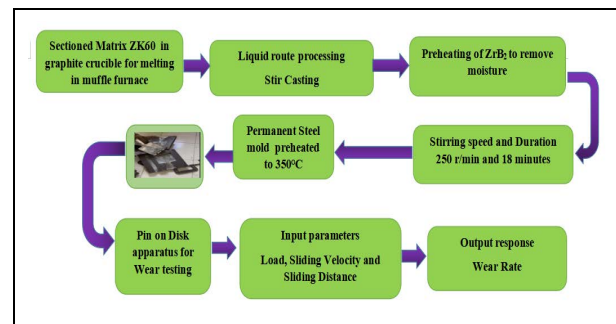 Sectioned Matrix ZK60 in
graphite crucible for melting
in muffle furnace
Liquid route processing
Stir Casting
Preheating of ZrB₂ to remove
moisture
Stirring speed and Duration
250 r/min and 18 minutes
Permanent Steel
mold preheated
to 350°C
Pin on Disk
apparatus for
Wear testing
Input parameters
Load, Sliding Velocity and
Sliding Distance
Output response
Wear Rate